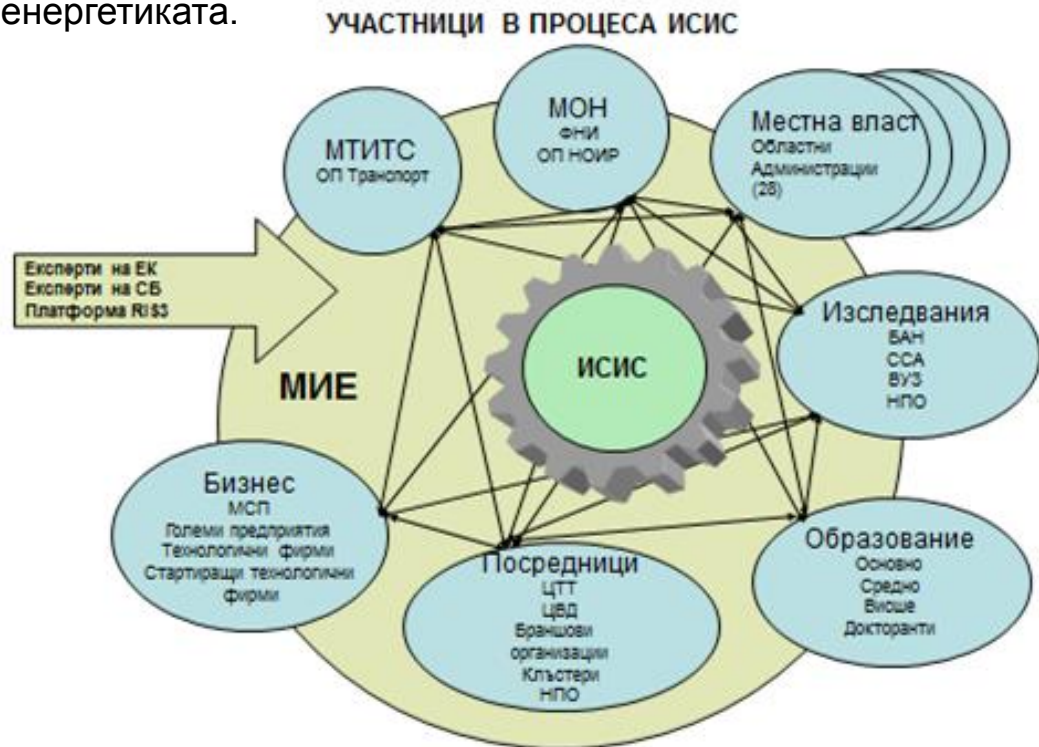 енергетиката.
УЧАСТНИЦИ В ПРОЦЕСА ИСИС
МТИТС
ОП Транспорт
МОН
ФНИ
ОП НОИР
Местна власт
Областни
Администрации
(28)
Експерти на ЕК
Експерти на СБ
Платформа RIS3
МИЕ
ИСИС
Изследвания
БАН
ССА
ВУЗ
НПО
Бизнес
МСП
Големи предприятия
Технологични фирми
Стартиращи технологични
фирми
Посредници
ЦТТ
ЦВД
Браншови
организации
Клъстери
НПО
Образование
Основно
Средно
Висше
Докторанти